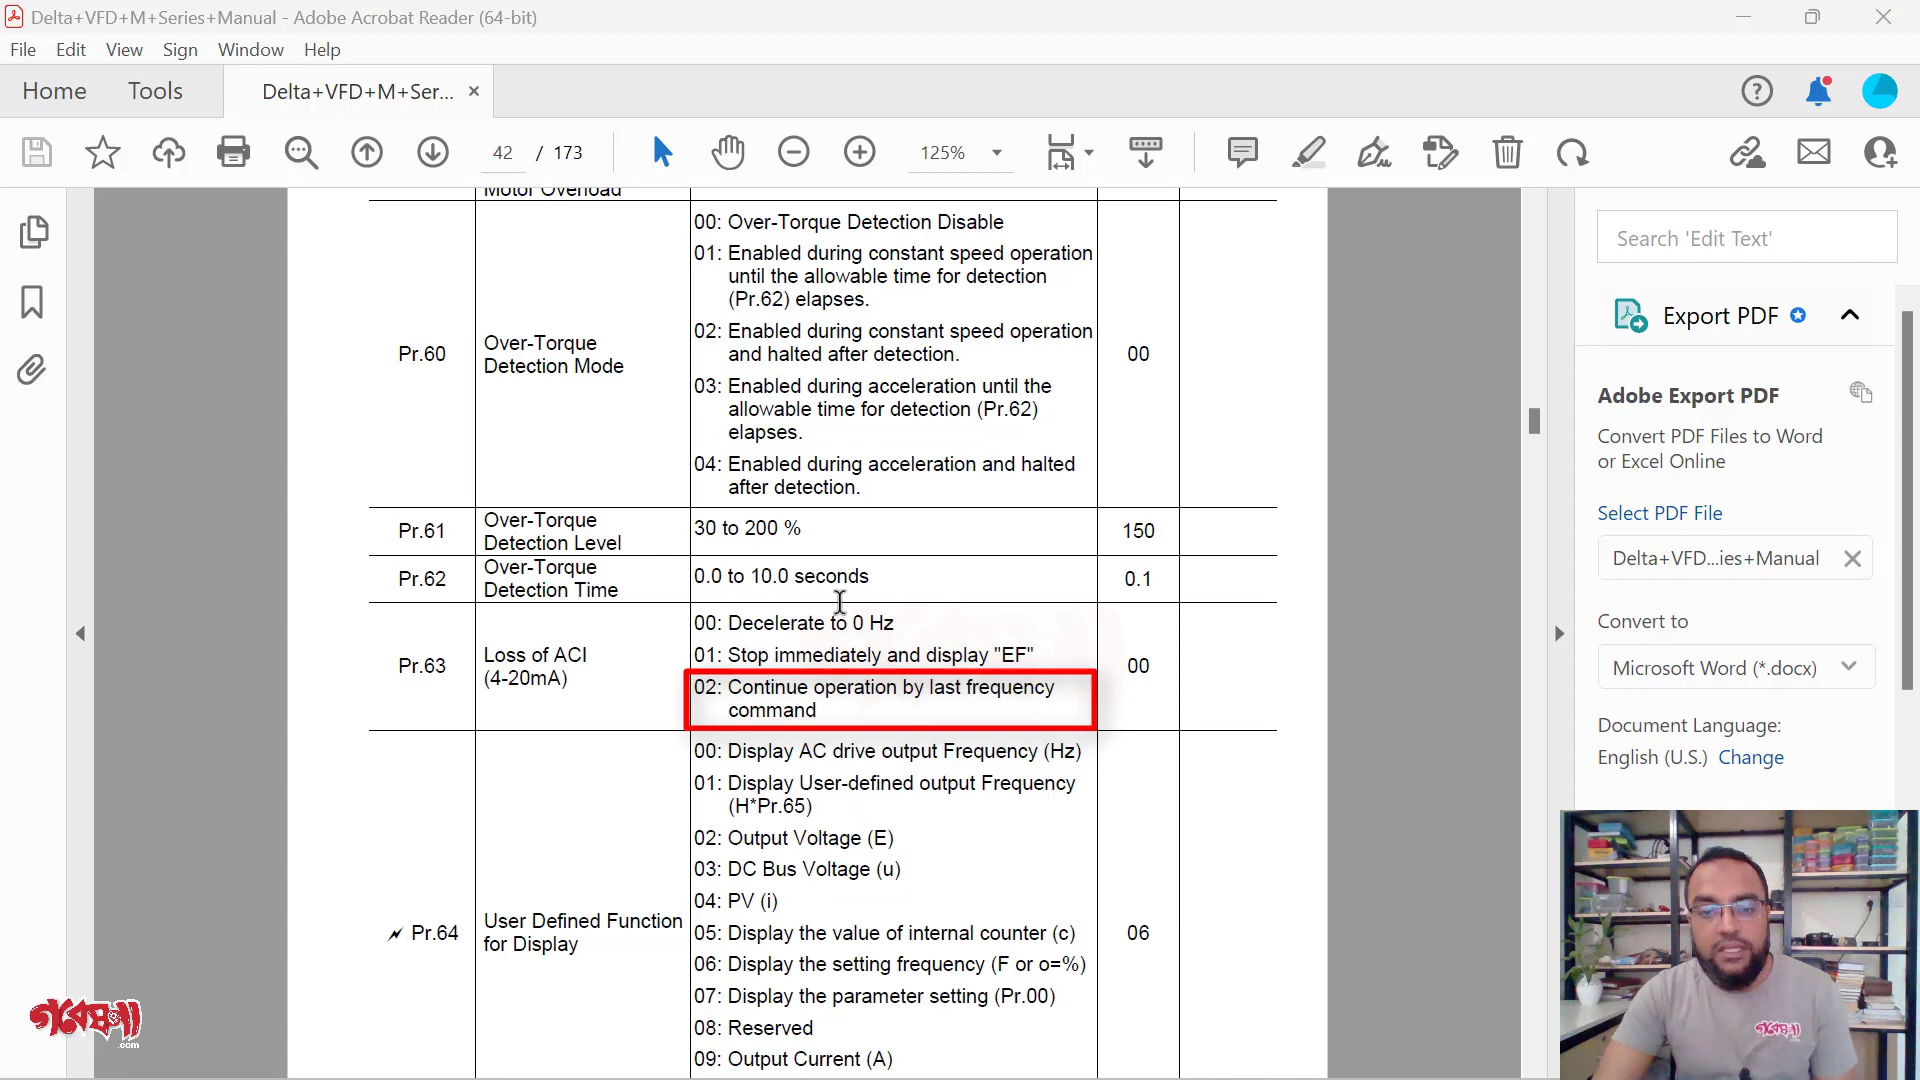 Delta+VFD+M+Series+Manual - Adobe Acrobat Reader (64-bit)
File Edit View Sign Window Help
Home Tools Delta+VFD+M+Ser... ×
42 / 173 125%
Motor Overload
Pr.60
Over-Torque
Detection Mode
00: Over-Torque Detection Disable
01: Enabled during constant speed operation
until the allowable time for detection
(Pr.62) elapses.
02: Enabled during constant speed operation
and halted after detection.
03: Enabled during acceleration until the
allowable time for detection (Pr.62)
elapses.
04: Enabled during acceleration and halted
after detection.
00
Pr.61
Over-Torque
Detection Level
30 to 200 %
150
Pr.62
Over-Torque
Detection Time
0.0 to 10.0 seconds
0.1
Pr.63
Loss of ACI
(4-20mA)
00: Decelerate to 0 Hz
01: Stop immediately and display "EF"
02: Continue operation by last frequency
command
00
Pr.64
User Defined Function
for Display
00: Display AC drive output Frequency (Hz)
01: Display User-defined output Frequency
(H*Pr.65)
02: Output Voltage (E)
03: DC Bus Voltage (u)
04: PV (i)
05: Display the value of internal counter (c)
06: Display the setting frequency (F or o=%)
07: Display the parameter setting (Pr.00)
08: Reserved
09: Output Current (A)
06
Search 'Edit Text'
Export PDF
Adobe Export PDF
Convert PDF Files to Word
or Excel Online
Select PDF File
Delta+VFD...ies+Manual
Convert to
Microsoft Word (*.docx)
Document Language:
English (U.S.) Change
গবেষণা
.com
গবেষণা